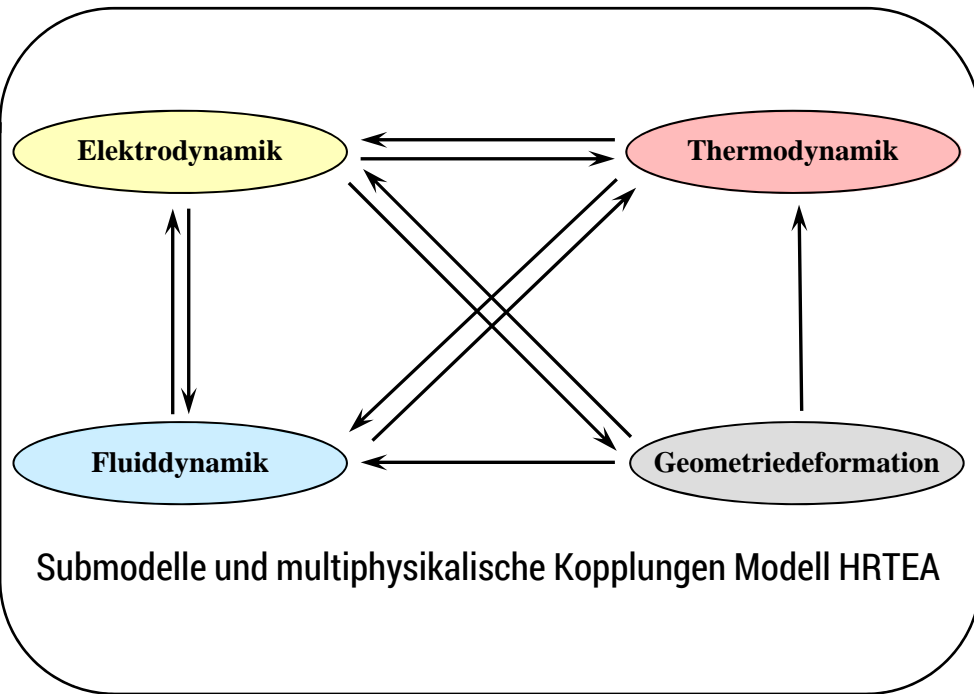 Elektrodynamik
Thermodynamik
Fluiddynamik
Geometriedeformation
Submodelle und multiphysikalische Kopplungen Modell HRTEA